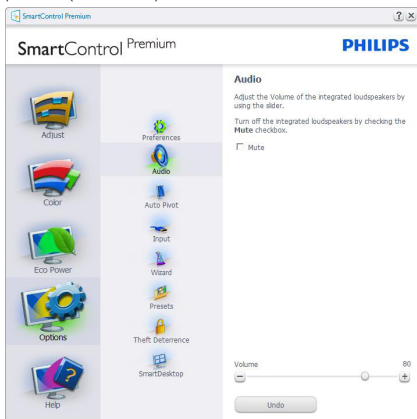 SmartControl Premium
SmartControl Premium
PHILIPS
Adjust
Color
Eco Power
Options
Help
Preferences
Audio
Auto Pivot
Input
Wizard
Presets
Theft Deterrence
SmartDesktop
Audio
Adjust the Volume of the integrated loudspeakers by
using the slider.
Turn off the integrated loudspeakers by checking the
Mute checkbox.
Mute
Volume 80
Undo